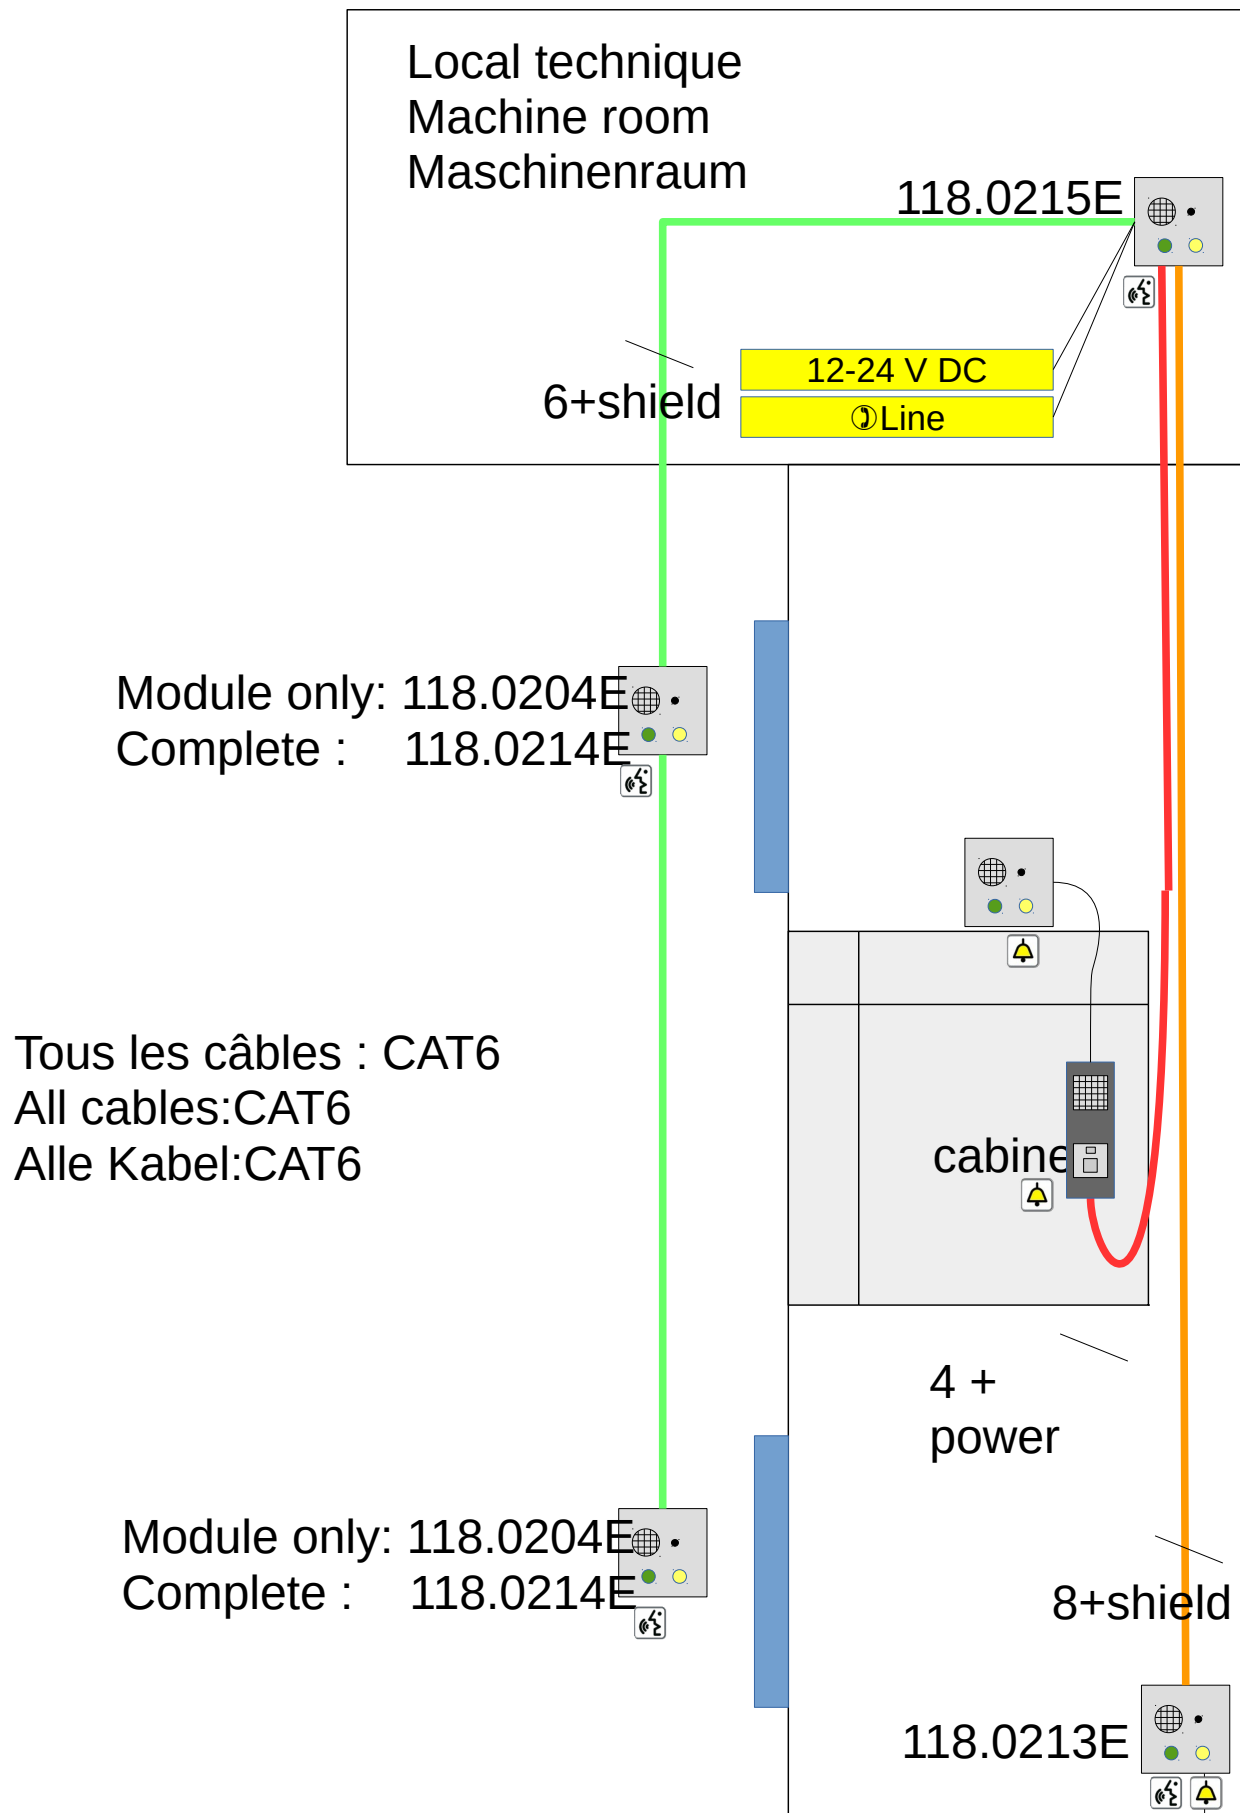 Local technique
Machine room
Maschinenraum
118.0215E
12-24 V DC
6+shield
✆Line
Module only: 118.0204E
Complete : 118.0214E
Tous les câbles : CAT6
All cables:CAT6
Alle Kabel:CAT6
cabine
4 +
power
Module only: 118.0204E
Complete : 118.0214E
8+shield
118.0213E